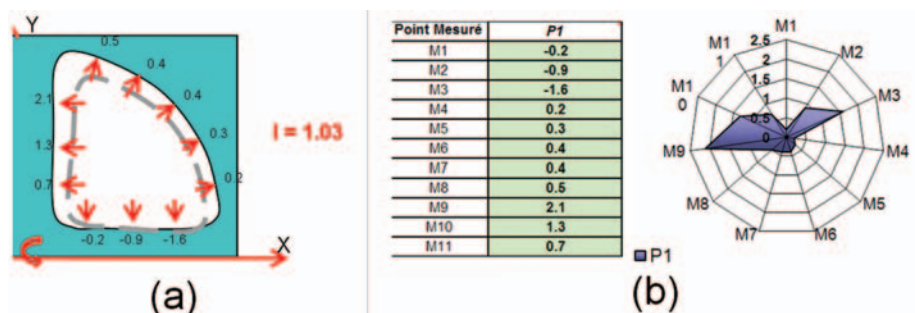 Y
0.5
0.4
0.4
2.1
I = 1.03
1.3
0.3
0.7
0.2
-0.2 -0.9 -1.6
X
(a)
Point Mesuré P1
M1 -0.2
M2 -0.9
M3 -1.6
M4 0.2
M5 0.3
M6 0.4
M7 0.4
M8 0.5
M9 2.1
M10 1.3
M11 0.7
M1
2.5
2
1.5
1
0.5
0
M1
1
M2
M1
0
M3
M9
M4
M8
M5
M7
M6
P1
(b)